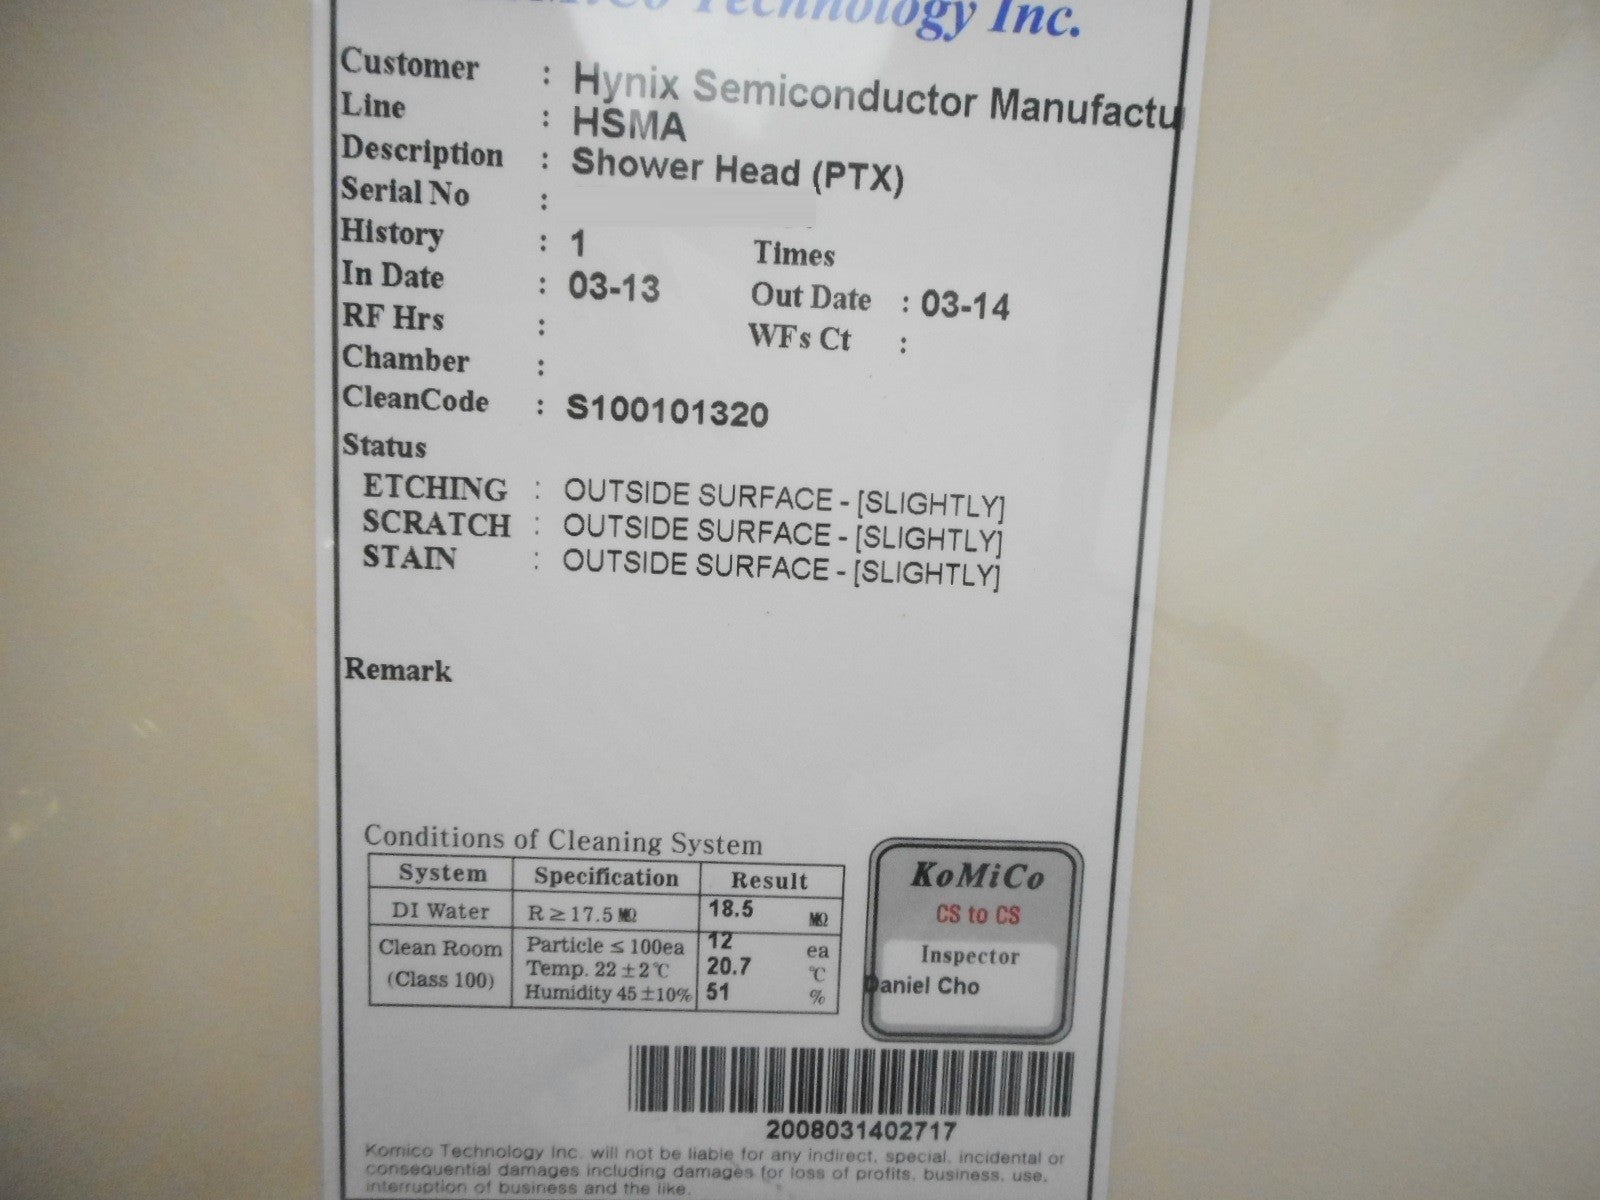 Technology Inc.
Customer : Hynix Semiconductor Manufactu
Line : HSMA
Description : Shower Head (PTX)
Serial No :
History : 1 Times
In Date : 03-13 Out Date : 03-14
RF Hrs : WFs Ct :
Chamber :
CleanCode : S100101320
Status
ETCHING : OUTSIDE SURFACE - [SLIGHTLY]
SCRATCH : OUTSIDE SURFACE - [SLIGHTLY]
STAIN : OUTSIDE SURFACE - [SLIGHTLY]
Remark
Conditions of Cleaning System
System Specification Result
DI Water R ≥ 17.5 MΩ 18.5 MΩ
Clean Room Particle ≤ 100ea 12 ea
Temp. 22 ± 2℃ 20.7 ℃
(Class 100) Humidity 45 ± 10% 51 %
KoMiCo
CS to CS
Inspector
Daniel Cho
2008031402717
Komico Technology Inc. will not be liable for any indirect, special, incidental or
consequential damages including damages for loss of profits, business, use,
interruption of business and the like.